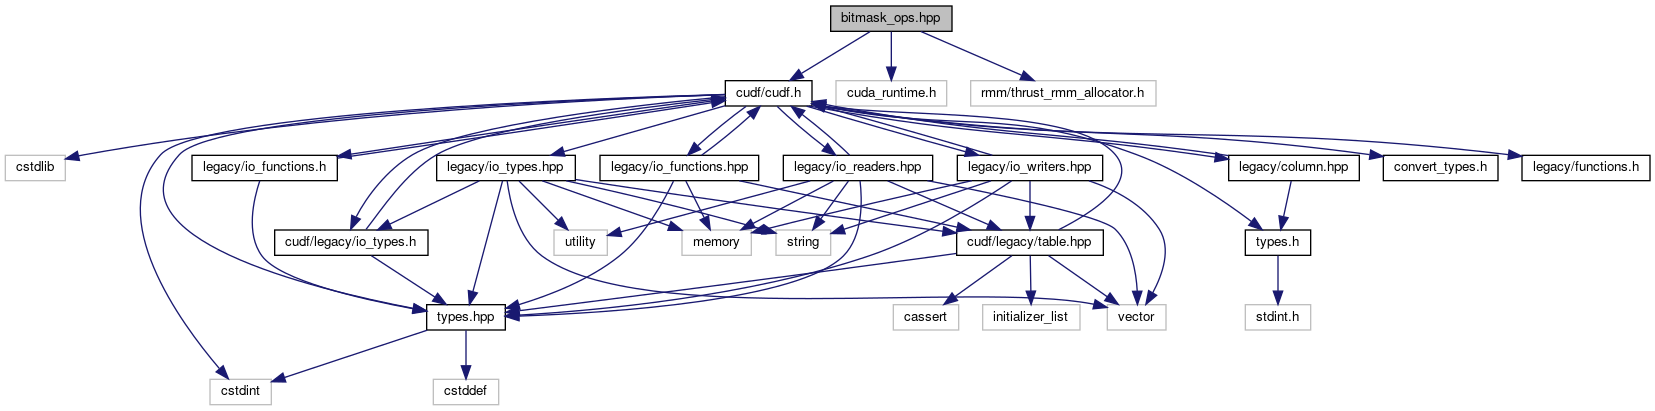 bitmask_ops.hpp
cudf/cudf.h
cuda_runtime.h
rmm/thrust_rmm_allocator.h
cstdlib
legacy/io_functions.h
legacy/io_types.hpp
legacy/io_functions.hpp
legacy/io_readers.hpp
legacy/io_writers.hpp
legacy/column.hpp
convert_types.h
legacy/functions.h
cudf/legacy/io_types.h
utility
memory
string
cudf/legacy/table.hpp
types.h
types.hpp
cassert
initializer_list
vector
stdint.h
cstdint
cstddef